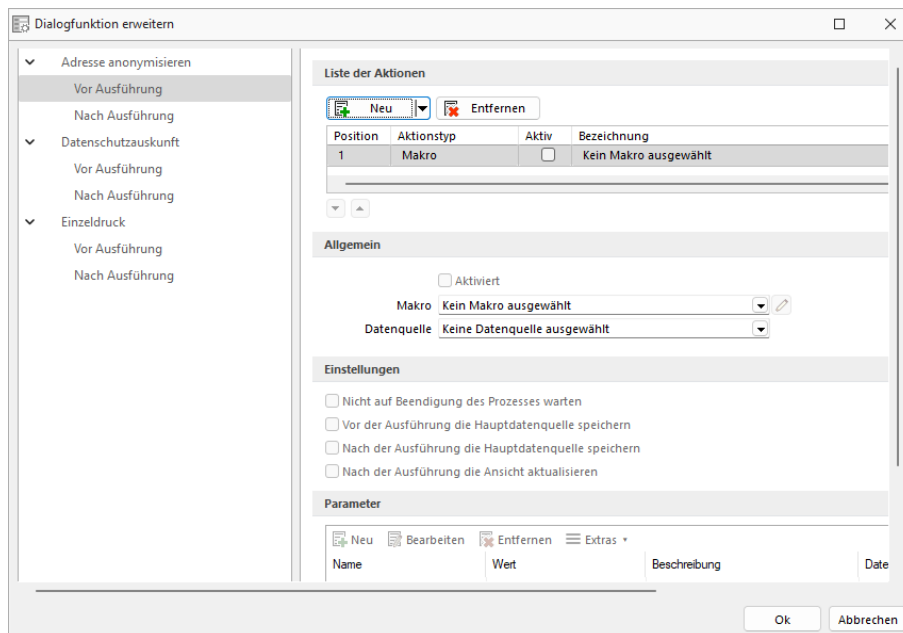 Dialogfunktion erweitern
Adresse anonymisieren
Vor Ausführung
Nach Ausführung
Datenschutzauskunft
Vor Ausführung
Nach Ausführung
Einzeldruck
Vor Ausführung
Nach Ausführung
Liste der Aktionen
Neu Entfernen
Position Aktionstyp Aktiv Bezeichnung
1 Makro Kein Makro ausgewählt
Allgemein
Aktiviert
Makro Kein Makro ausgewählt
Datenquelle Keine Datenquelle ausgewählt
Einstellungen
Nicht auf Beendigung des Prozesses warten
Vor der Ausführung die Hauptdatenquelle speichern
Nach der Ausführung die Hauptdatenquelle speichern
Nach der Ausführung die Ansicht aktualisieren
Parameter
Neu Bearbeiten Entfernen Extras
Name Wert Beschreibung Date
Ok Abbrechen